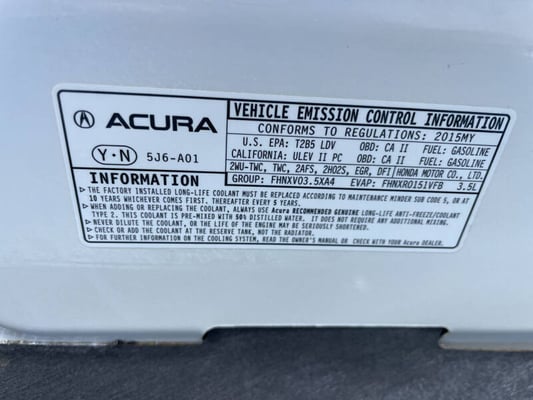 ACURA
Y·N 5J6-A01
VEHICLE EMISSION CONTROL INFORMATION
CONFORMS TO REGULATIONS: 2015MY
U.S. EPA: T2B5 LDV OBD: CA II FUEL: GASOLINE
CALIFORNIA: ULEV II PC OBD: CA II FUEL: GASOLINE
2WU-TWC, TWC, 2AFS, 2HO2S, EGR, DFI HONDA MOTOR CO., LTD.
GROUP: FHNXV03.5XA4 EVAP: FHNXR0151VFB 3.5L
INFORMATION
▷ THE FACTORY INSTALLED LONG-LIFE COOLANT MUST BE REPLACED ACCORDING TO MAINTENANCE MINDER SUB CODE 5, OR AT
10 YEARS WHICHEVER COMES FIRST, THEREAFTER EVERY 5 YEARS.
▷ WHEN ADDING OR REPLACING COOLANT, ALWAYS USE Acura RECOMMENDED GENUINE LONG-LIFE ANTI-FREEZE/COOLANT
TYPE 2. THIS COOLANT IS PRE-MIXED WITH 50% DISTILLED WATER. IT DOES NOT REQUIRE ANY ADDITIONAL MIXING.
▷ NEVER DILUTE, OR THE LIFE OF THE ENGINE MAY BE SERIOUSLY SHORTENED.
▷ CHECK OR ADD THE COOLANT AT THE RESERVE TANK, NOT THE RADIATOR.
▷ FOR FURTHER INFORMATION ON THE COOLING SYSTEM, READ THE OWNER'S MANUAL OR CHECK WITH YOUR Acura DEALER.